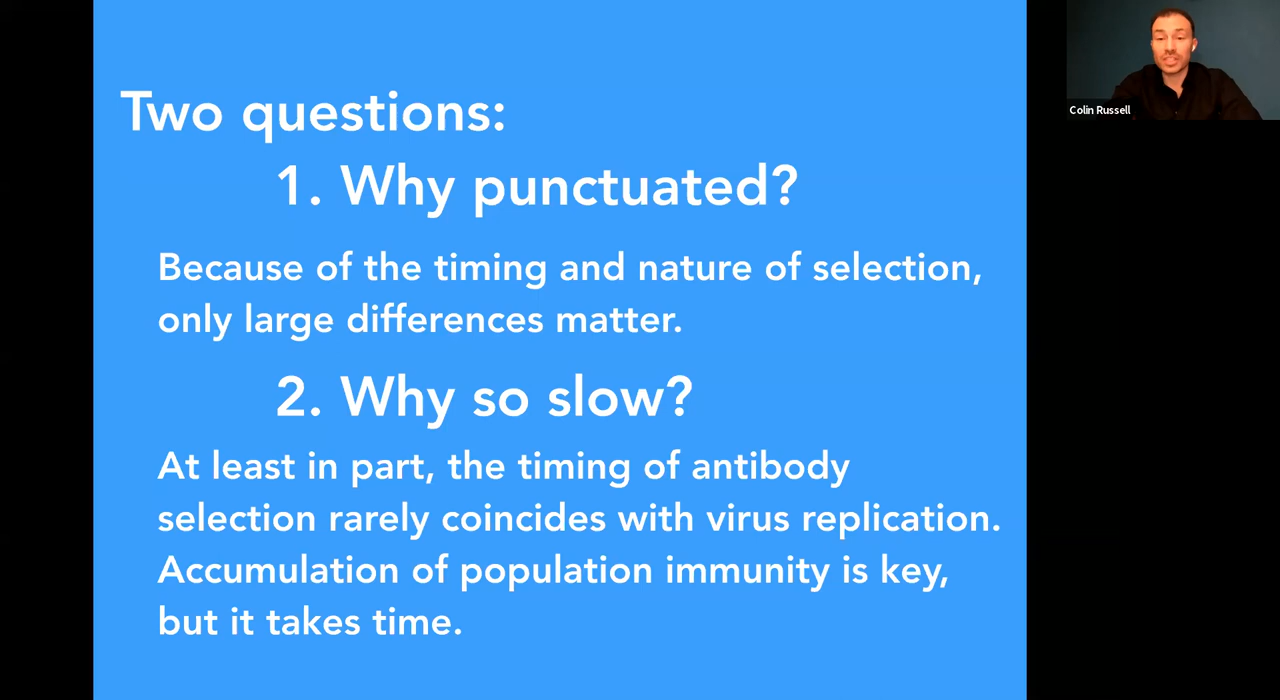 Two questions:
1. Why punctuated?
Because of the timing and nature of selection,
only large differences matter.
2. Why so slow?
At least in part, the timing of antibody
selection rarely coincides with virus replication.
Accumulation of population immunity is key,
but it takes time.
Colin Russell